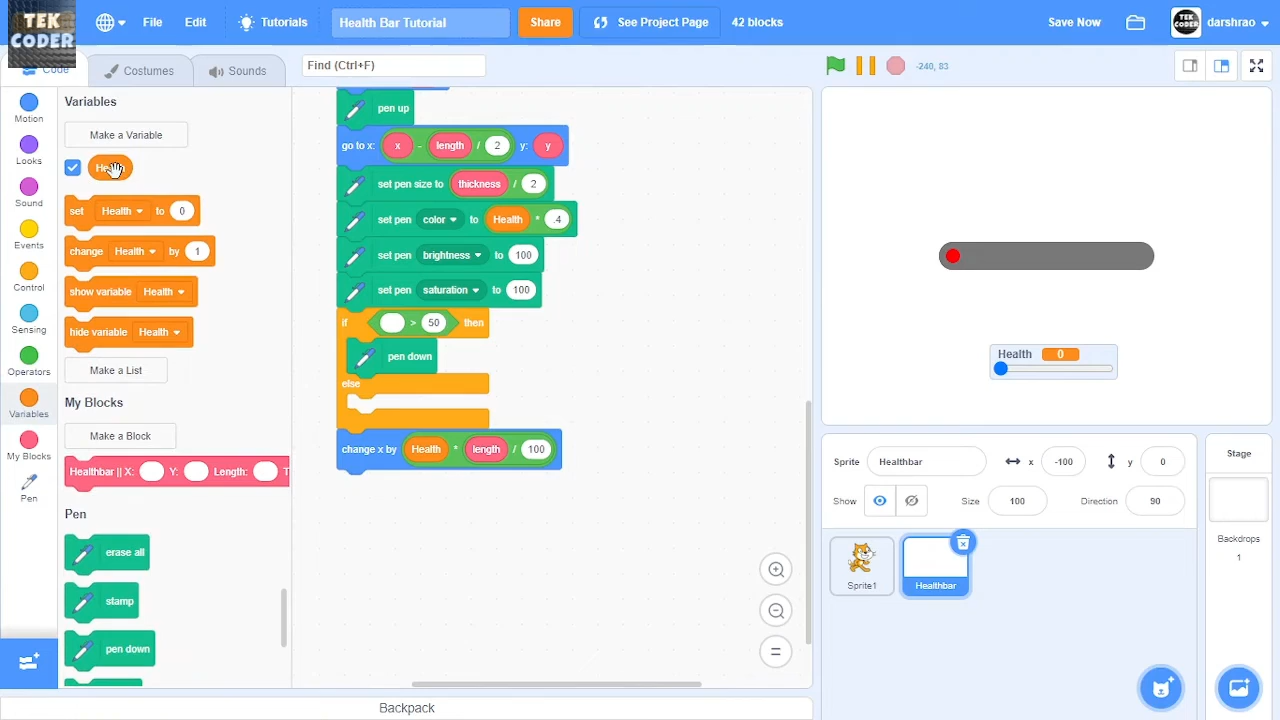 TEK
CODER
File
Edit
Tutorials
Health Bar Tutorial
Share
See Project Page
42 blocks
Save Now
TEK
CODER
darshrao
Code
Costumes
Sounds
Find (Ctrl+F)
-240, 83
Motion
Looks
Sound
Events
Control
Sensing
Operators
Variables
My Blocks
Pen
Variables
Make a Variable
set Health to 0
change Health by 1
show variable Health
hide variable Health
Make a List
My Blocks
Make a Block
Healthbar || X: Y: Length: T
Pen
erase all
stamp
pen down
pen up
go to x: x - length / 2 y: y
set pen size to thickness / 2
set pen color to Health * .4
set pen brightness to 100
set pen saturation to 100
if > 50 then
pen down
else
change x by Health * length / 100
Backpack
Health 0
Sprite Healthbar x -100 y 0
Show Size 100 Direction 90
Sprite1
Healthbar
Stage
Backdrops
1